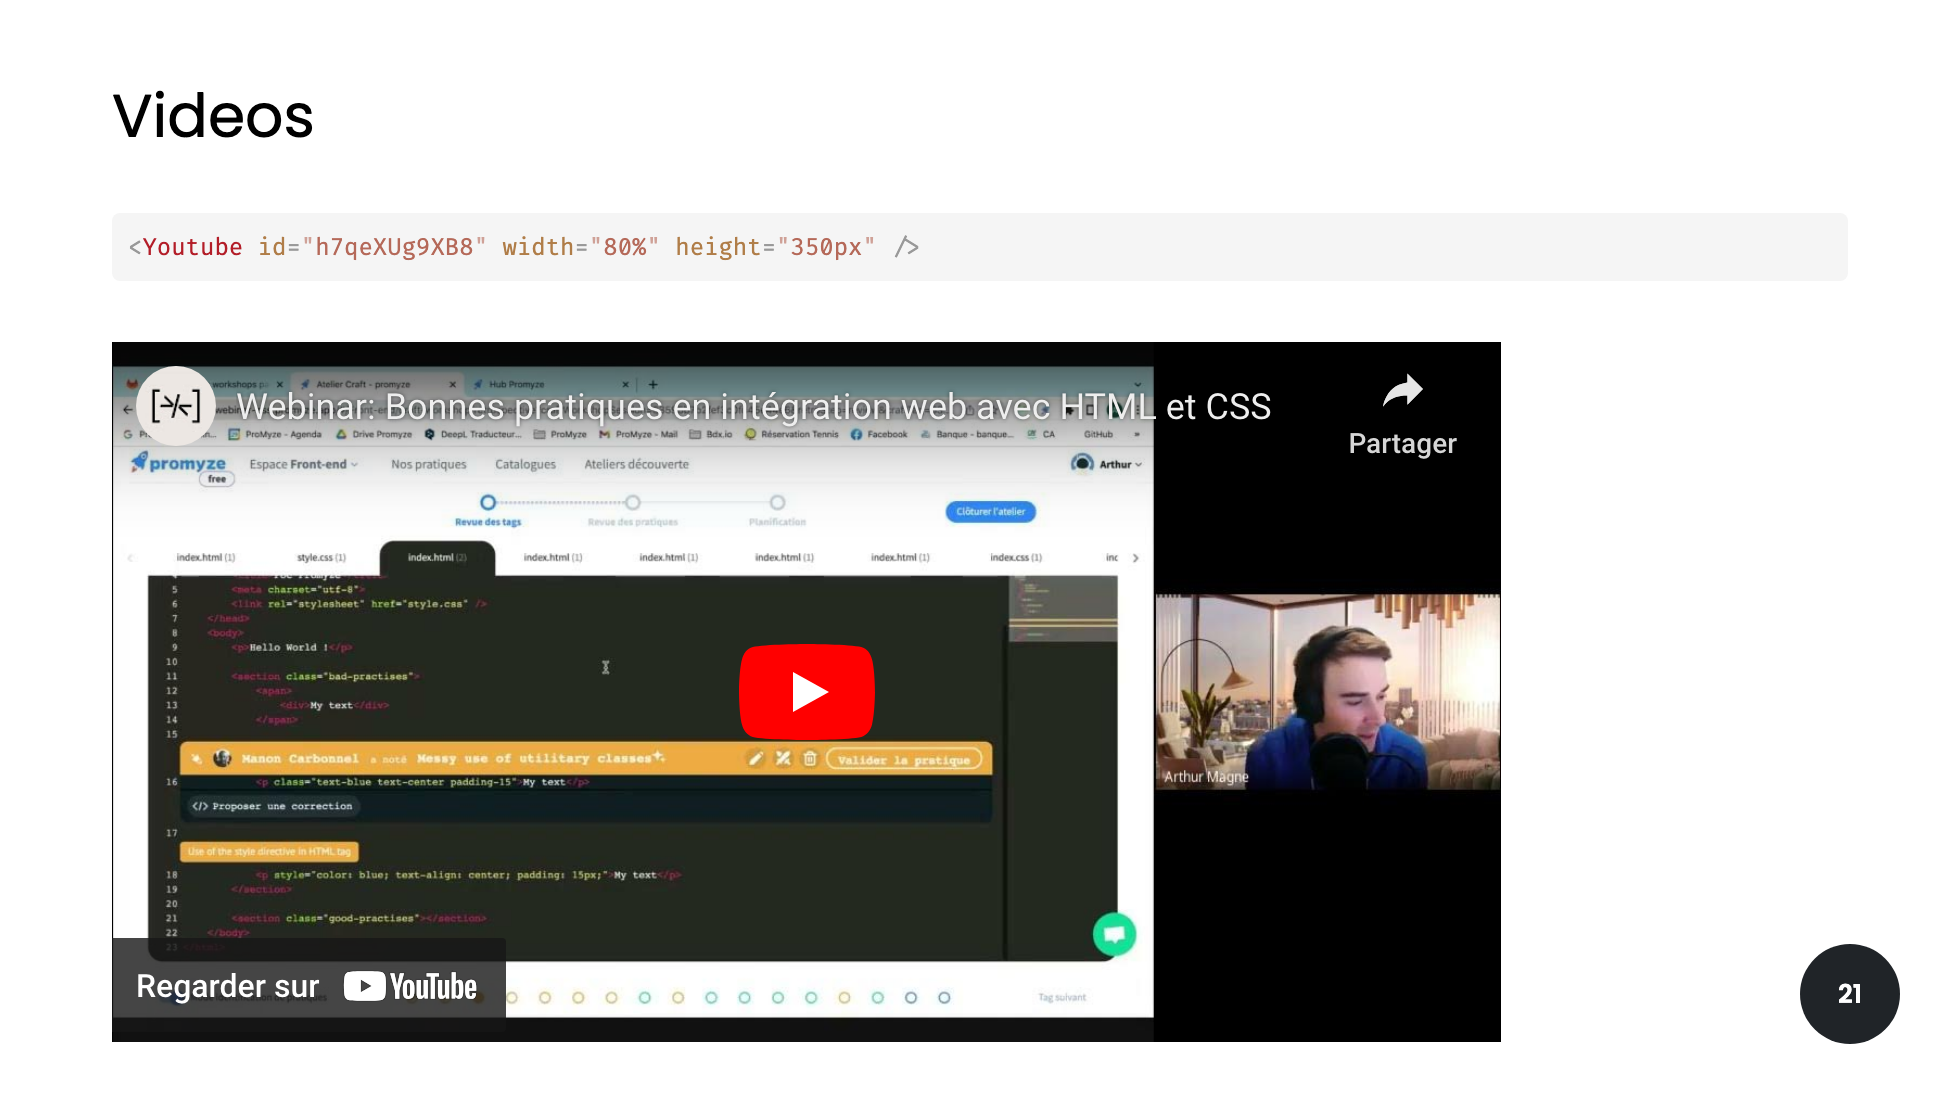 Videos
<Youtube id="h7qeXUg9XB8" width="80%" height="350px" />
workshops pa
Atelier Craft - promyze
Hub Promyze
Webinar: Bonnes pratiques en intégration web avec HTML et CSS
Partager
ProMyze - Agenda
Drive Promyze
DeepL Traducteur...
ProMyze
ProMyze - Mail
Bdx.io
Réservation Tennis
Facebook
Banque - banque...
CA
GitHub
promyze
free
Espace Front-end
Nos pratiques
Catalogues
Ateliers découverte
Arthur
Revue des tags
Revue des pratiques
Planification
Clôturer l'atelier
index.html (1)
style.css (1)
index.html (2)
index.html (1)
index.html (1)
index.html (1)
index.html (1)
index.css (1)
inc
5 <meta charset="utf-8">
6 <link rel="stylesheet" href="style.css" />
7 </head>
8 <body>
9 <p>Hello World !</p>
10
11 <section class="bad-practises">
12 <span>
13 <div>My text</div>
14 </span>
15
Manon Carbonnel a noté Messy use of utilitary classes
Valider la pratique
16 <p class="text-blue text-center padding-15">My text</p>
</> Proposer une correction
17
Use of the style directive in HTML tag
18 <p style="color: blue; text-align: center; padding: 15px;">My text</p>
19 </section>
20
21 <section class="good-practises"></section>
22 </body>
23
Arthur Magne
Regarder sur YouTube
Tag suivant
21